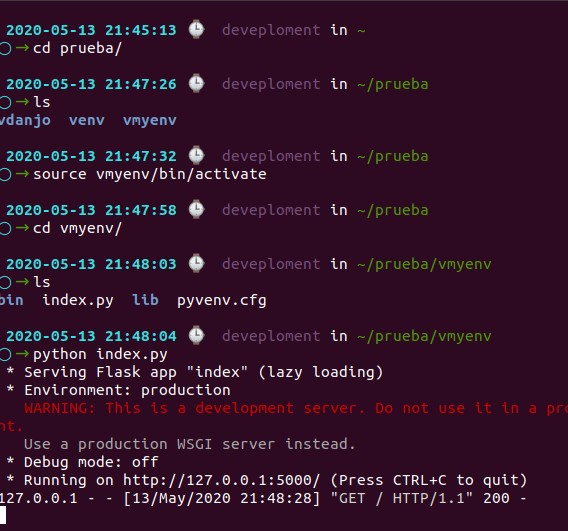 2020-05-13 21:45:13 🕒 deveploment in ~
○ → cd prueba/
2020-05-13 21:47:26 🕒 deveploment in ~/prueba
○ → ls
vdanjo venv vmyenv
2020-05-13 21:47:32 🕒 deveploment in ~/prueba
○ → source vmyenv/bin/activate
2020-05-13 21:47:58 🕒 deveploment in ~/prueba
○ → cd vmyenv/
2020-05-13 21:48:03 🕒 deveploment in ~/prueba/vmyenv
○ → ls
bin index.py lib pyvenv.cfg
2020-05-13 21:48:04 🕒 deveploment in ~/prueba/vmyenv
○ → python index.py
* Serving Flask app "index" (lazy loading)
* Environment: production
WARNING: This is a development server. Do not use it in a pro
nt.
Use a production WSGI server instead.
* Debug mode: off
* Running on http://127.0.0.1:5000/ (Press CTRL+C to quit)
127.0.0.1 - - [13/May/2020 21:48:28] "GET / HTTP/1.1" 200 -